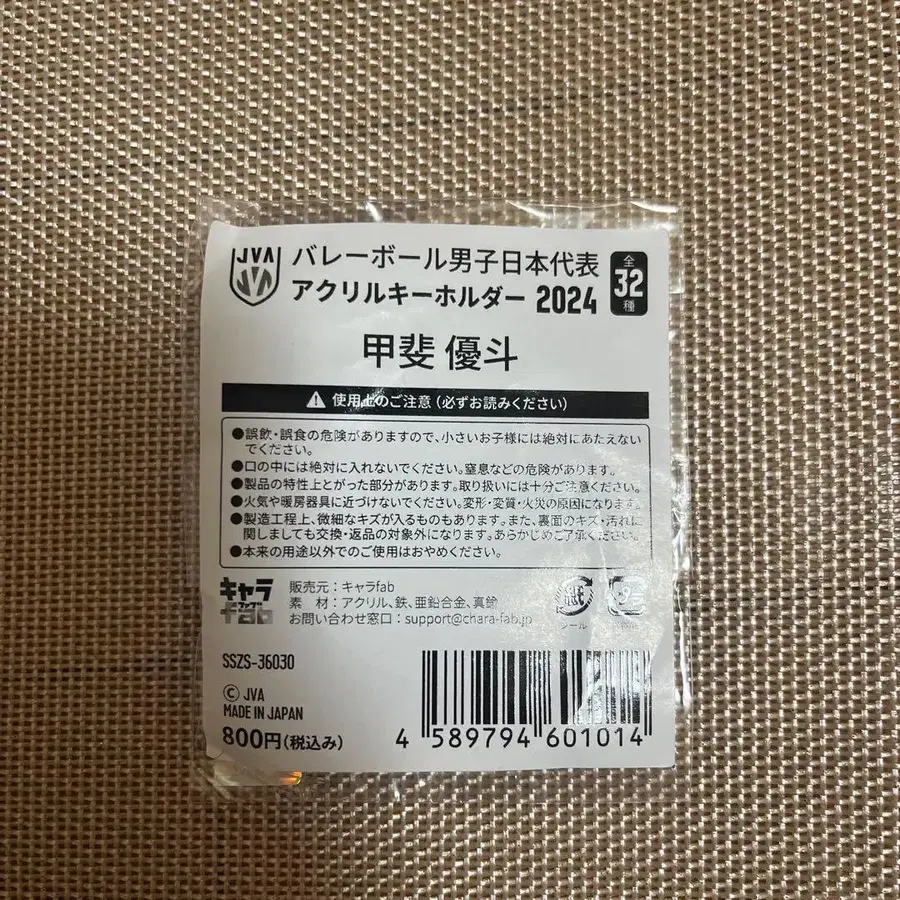 JVA
バレーボール男子日本代表
アクリルキーホルダー 2024
全
32
種
甲斐 優斗
使用上のご注意（必ずお読みください）
●誤飲・誤食の危険がありますので、小さいお子様には絶対にあたえない
でください。
●口の中には絶対に入れないでください。窒息などの危険があります。
●製品の特性上とがった部分があります。取り扱いには十分ご注意ください。
●火気や暖房器具に近づけないでください。変形・変質・火災の原因になります。
●製造工程上、微細なキズが入るものもあります。また、裏面のキズ・汚れに
関しましても交換・返品の対象外になります。あらかじめご了承ください。
●本来の用途以外でのご使用はおやめください。
キャラ
ファブ
fab
販売元：キャラfab
素　材：アクリル、鉄、亜鉛合金、真鍮
お問い合わせ窓口：support@chara-fab.jp
紙
シール
SSZS-36030
© JVA
MADE IN JAPAN
800円（税込み）
4 589794 601014